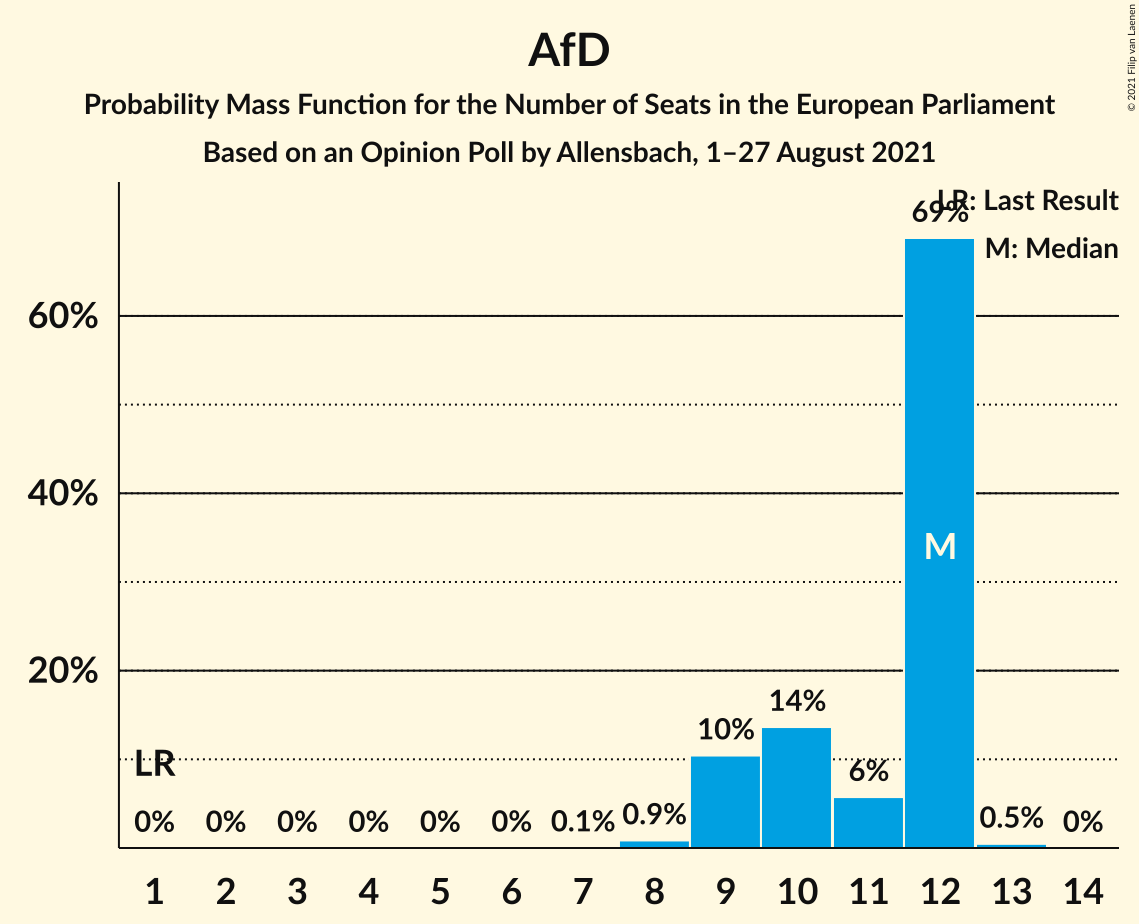 AfD
Probability Mass Function for the Number of Seats in the European Parliament
Based on an Opinion Poll by Allensbach, 1–27 August 2021
© 2021 Filip van Laenen
LR: Last Result
M: Median
69%
60%
40%
M
20%
14%
10%
LR
6%
0% 0% 0% 0% 0% 0% 0.1% 0.9% 0.5% 0%
1 2 3 4 5 6 7 8 9 10 11 12 13 14